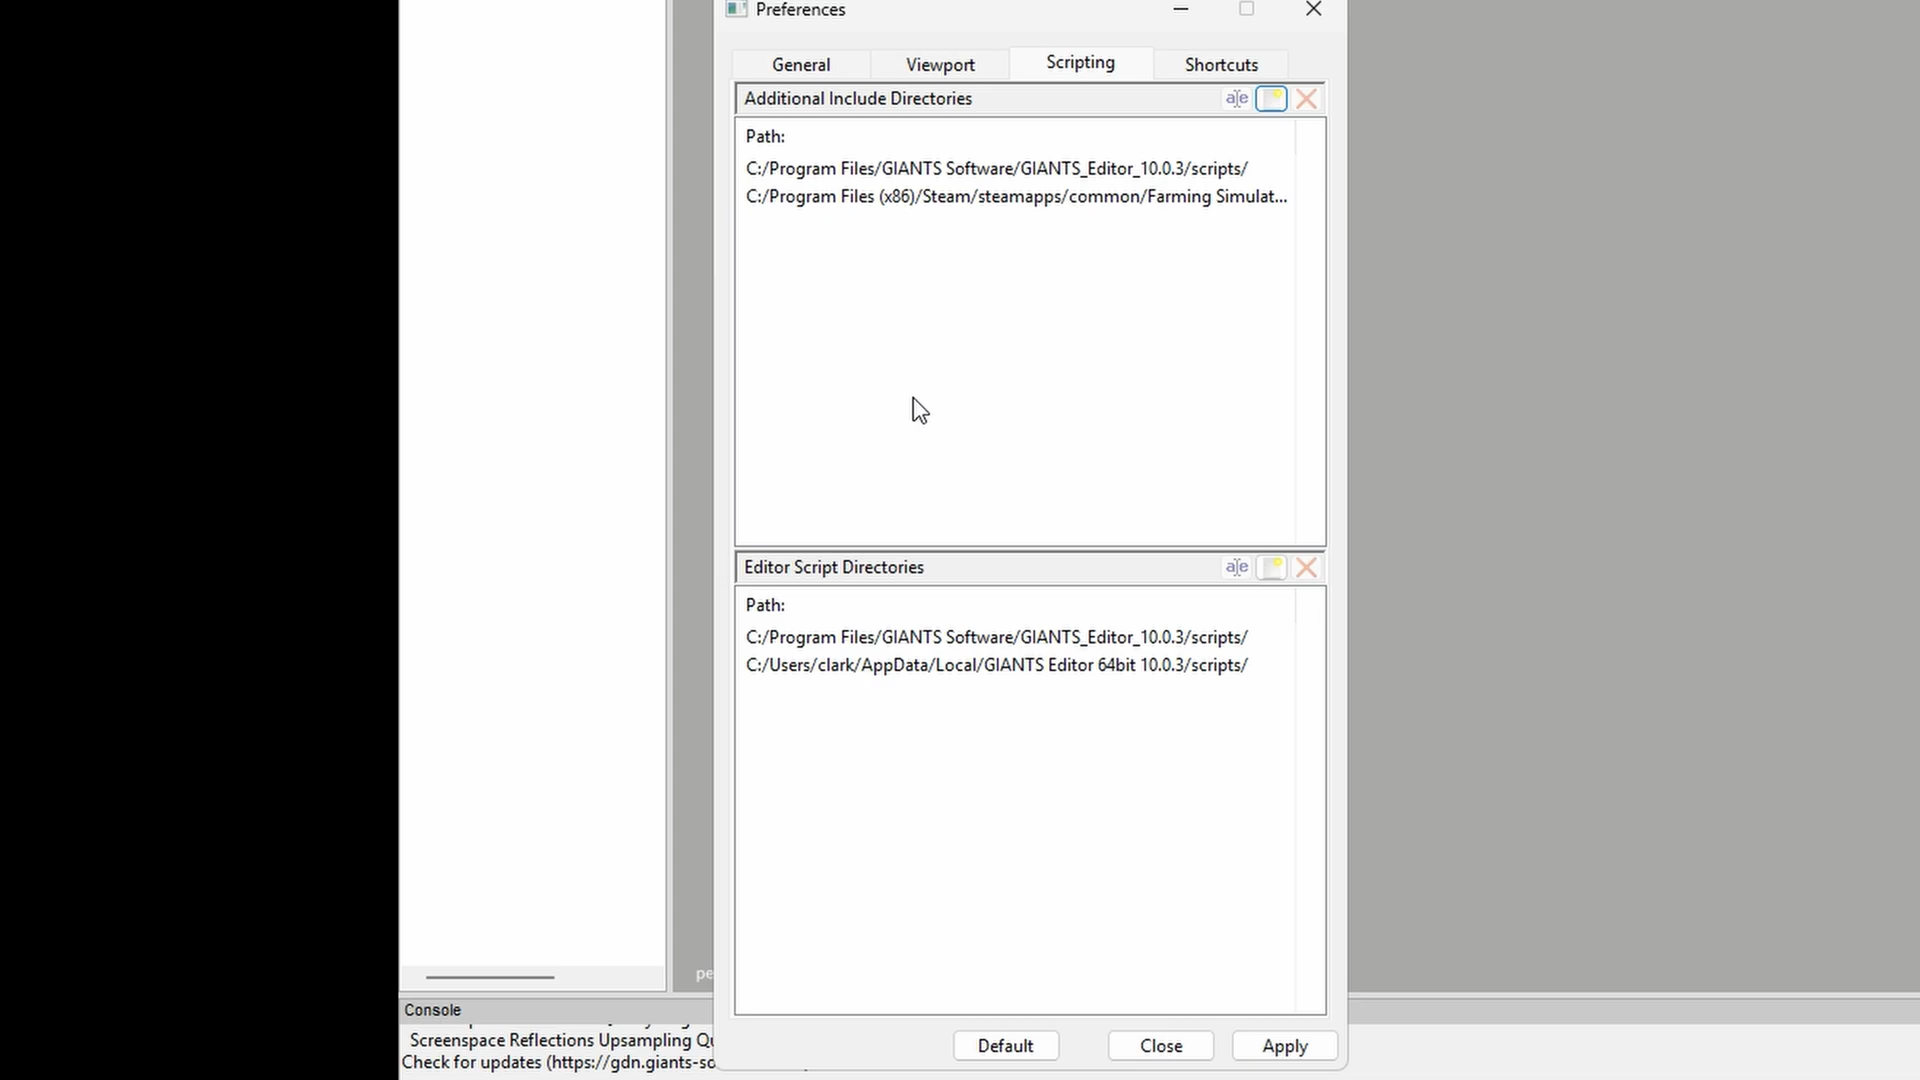 Preferences
General
Viewport
Scripting
Shortcuts
Additional Include Directories
a|e
Path:
C:/Program Files/GIANTS Software/GIANTS_Editor_10.0.3/scripts/
C:/Program Files (x86)/Steam/steamapps/common/Farming Simulat...
Editor Script Directories
a|e
Path:
C:/Program Files/GIANTS Software/GIANTS_Editor_10.0.3/scripts/
C:/Users/clark/AppData/Local/GIANTS Editor 64bit 10.0.3/scripts/
pe
Console
Screenspace Reflections Upsampling Qu
Check for updates (https://gdn.giants-so
Default
Close
Apply